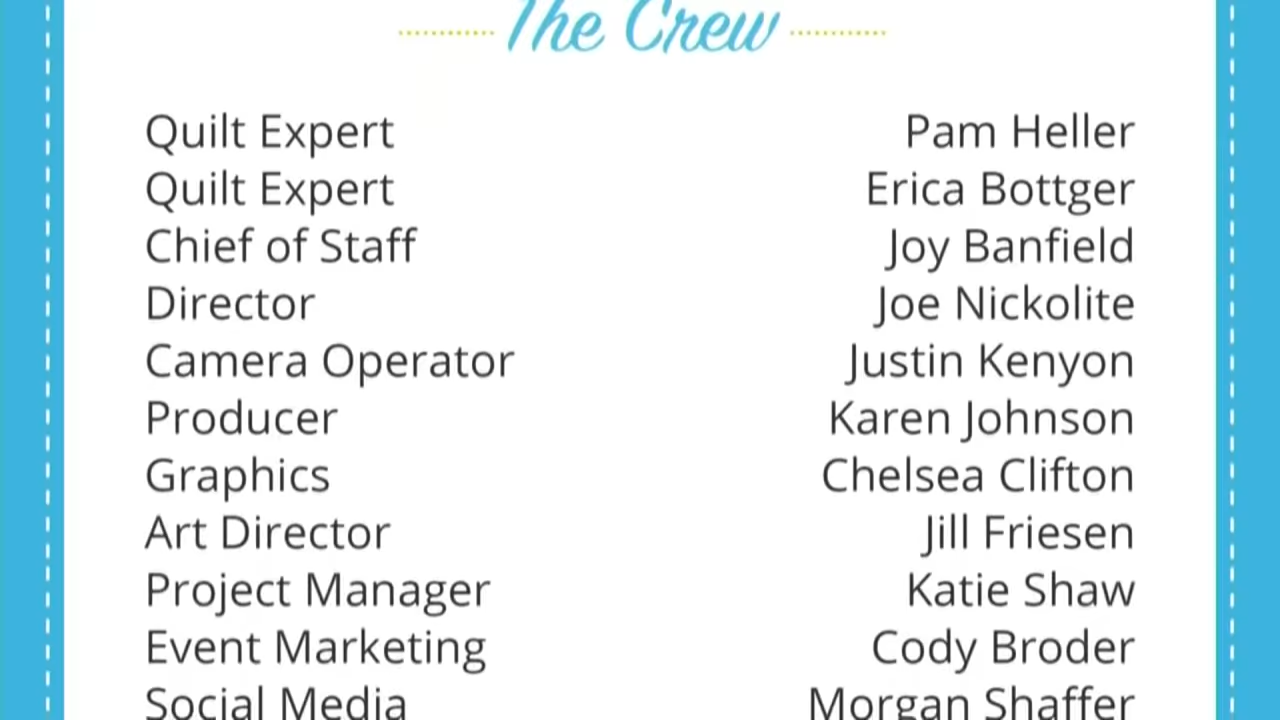 The Crew
Quilt Expert Pam Heller
Quilt Expert Erica Bottger
Chief of Staff Joy Banfield
Director Joe Nickolite
Camera Operator Justin Kenyon
Producer Karen Johnson
Graphics Chelsea Clifton
Art Director Jill Friesen
Project Manager Katie Shaw
Event Marketing Cody Broder
Social Media Morgan Shaffer